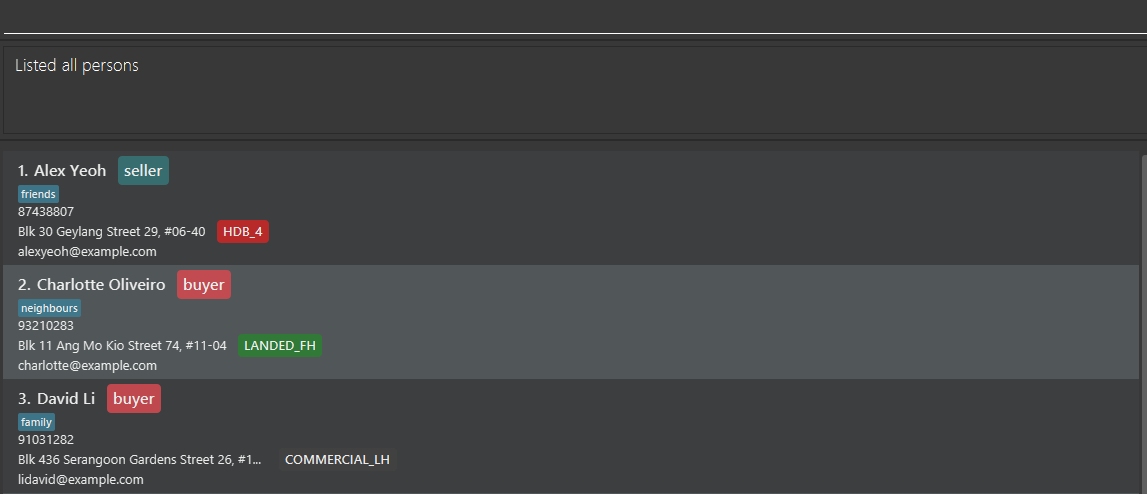 Listed all persons
1. Alex Yeoh seller
friends
87438807
Blk 30 Geylang Street 29, #06-40 HDB_4
alexyeoh@example.com
2. Charlotte Oliveiro buyer
neighbours
93210283
Blk 11 Ang Mo Kio Street 74, #11-04 LANDED_FH
charlotte@example.com
3. David Li buyer
family
91031282
Blk 436 Serangoon Gardens Street 26, #1... COMMERCIAL_LH
lidavid@example.com